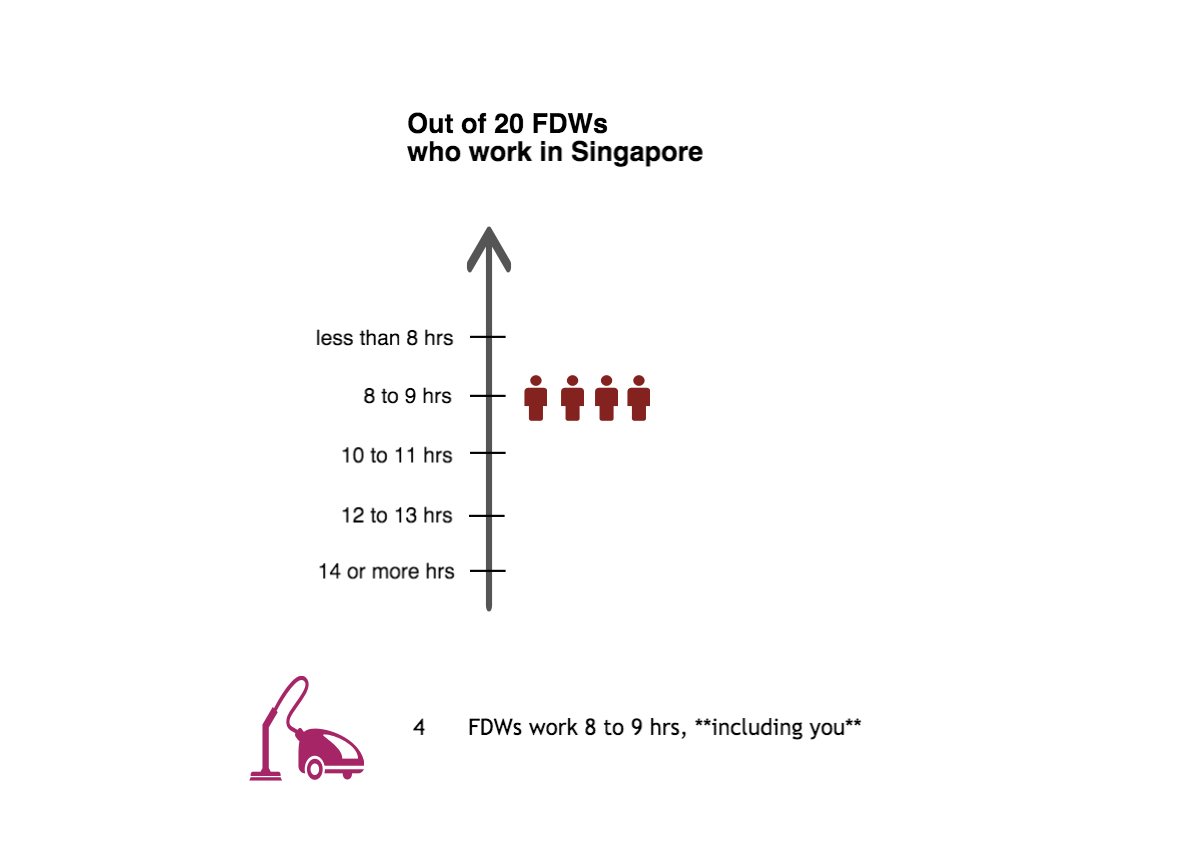 Out of 20 FDWs
who work in Singapore
less than 8 hrs
8 to 9 hrs
10 to 11 hrs
12 to 13 hrs
14 or more hrs
4 FDWs work 8 to 9 hrs, **including you**